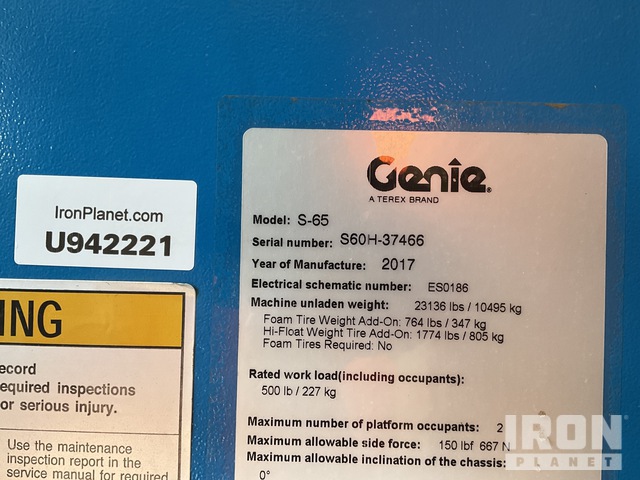 IronPlanet.com
U942221
ING
ecord
equired inspections
or serious injury.
Use the maintenance
inspection report in the
service manual for required
Genie
A TEREX BRAND
Model: S-65
Serial number: S60H-37466
Year of Manufacture: 2017
Electrical schematic number: ES0186
Machine unladen weight: 23136 lbs / 10495 kg
Foam Tire Weight Add-On: 764 lbs / 347 kg
Hi-Float Weight Tire Add-On: 1774 lbs / 805 kg
Foam Tires Required: No
Rated work load(including occupants):
500 lb / 227 kg
Maximum number of platform occupants: 2
Maximum allowable side force: 150 lbf 667 N
Maximum allowable inclination of the chassis:
0°
IRON
PLANET